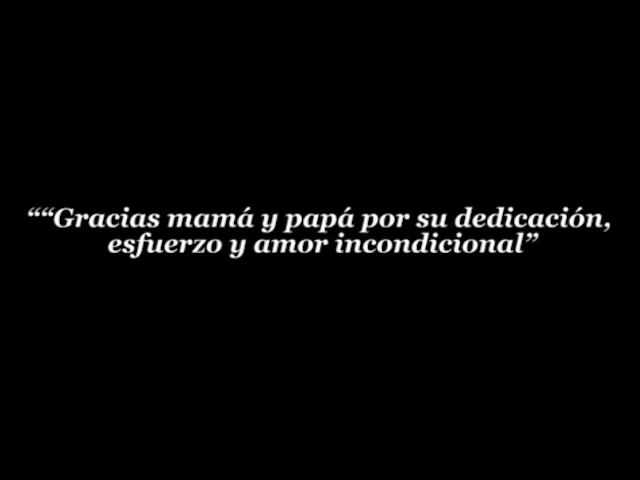 ““Gracias mamá y papá por su dedicación,
esfuerzo y amor incondicional”